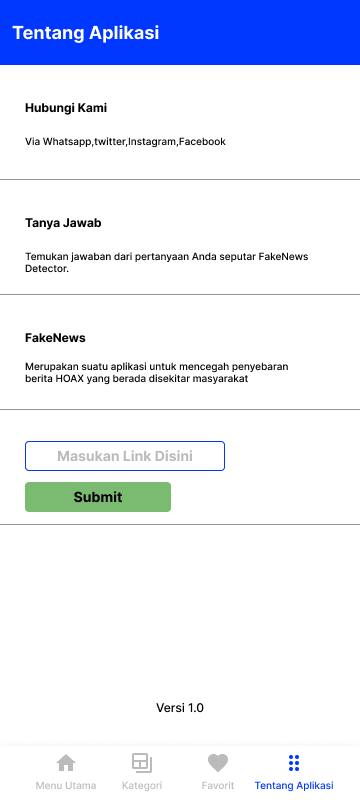 Tentang Aplikasi
Hubungi Kami
Via Whatsapp,twitter,Instagram,Facebook
Tanya Jawab
Temukan jawaban dari pertanyaan Anda seputar FakeNews
Detector.
FakeNews
Merupakan suatu aplikasi untuk mencegah penyebaran
berita HOAX yang berada disekitar masyarakat
Masukan Link Disini
Submit
Versi 1.0
Menu Utama
Kategori
Favorit
Tentang Aplikasi